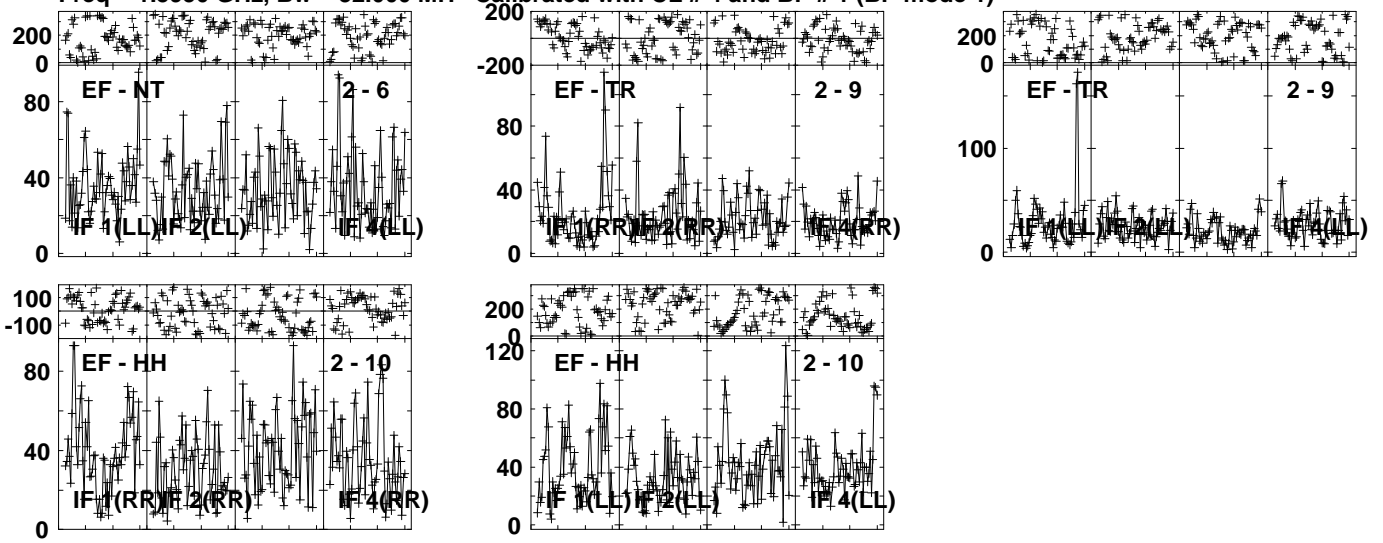 200
0
EF - NT
2 - 6
80
40
0
IF 1(LL)
IF 2(LL)
IF 4(LL)
200
-200
EF - TR
2 - 9
80
40
0
IF 1(RR)
IF 2(RR)
IF 4(RR)
200
0
EF - TR
2 - 9
100
0
IF 1(LL)
IF 2(LL)
IF 4(LL)
100
-100
EF - HH
2 - 10
80
40
0
IF 1(RR)
IF 2(RR)
IF 4(RR)
200
0
120
EF - HH
2 - 10
80
40
0
IF 1(LL)
IF 2(LL)
IF 4(LL)